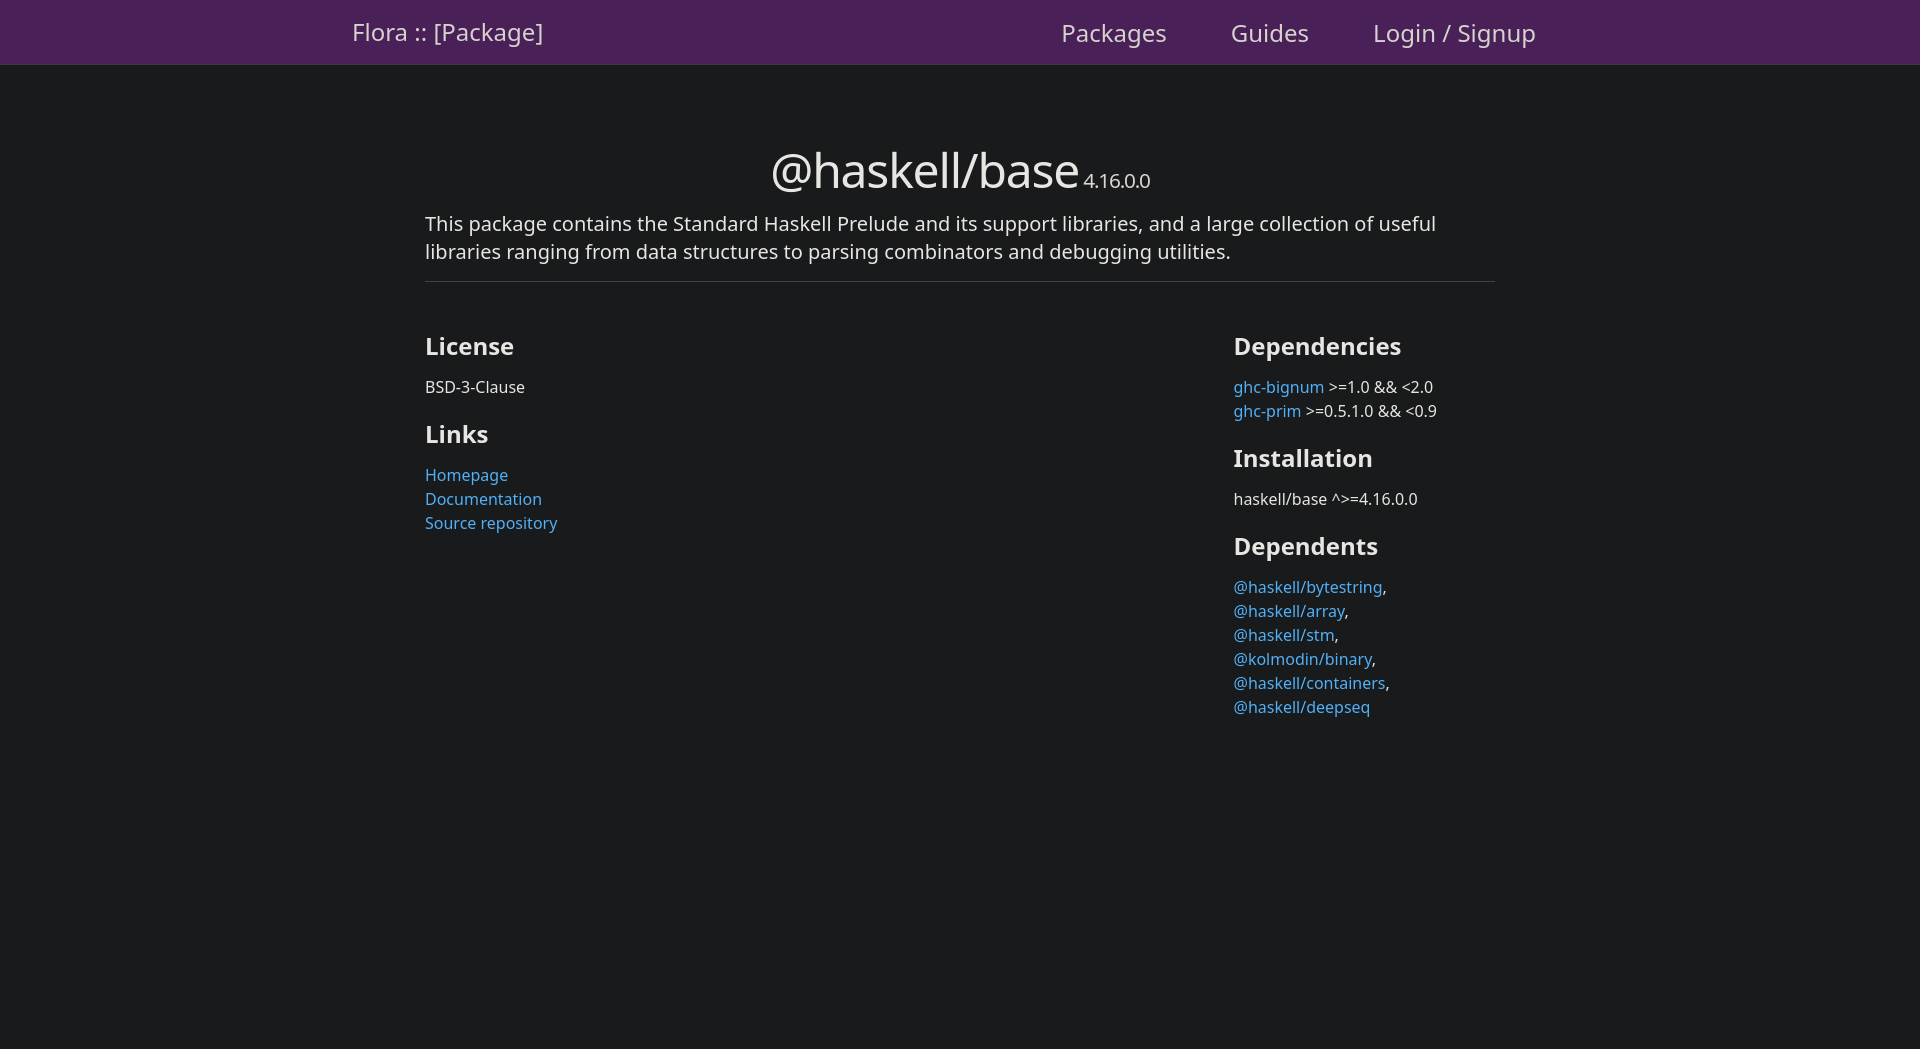 Flora :: [Package]
Packages
Guides
Login / Signup
@haskell/base 4.16.0.0
This package contains the Standard Haskell Prelude and its support libraries, and a large collection of useful
libraries ranging from data structures to parsing combinators and debugging utilities.
License
BSD-3-Clause
Links
Homepage
Documentation
Source repository
Dependencies
ghc-bignum >=1.0 && <2.0
ghc-prim >=0.5.1.0 && <0.9
Installation
haskell/base ^>=4.16.0.0
Dependents
@haskell/bytestring,
@haskell/array,
@haskell/stm,
@kolmodin/binary,
@haskell/containers,
@haskell/deepseq